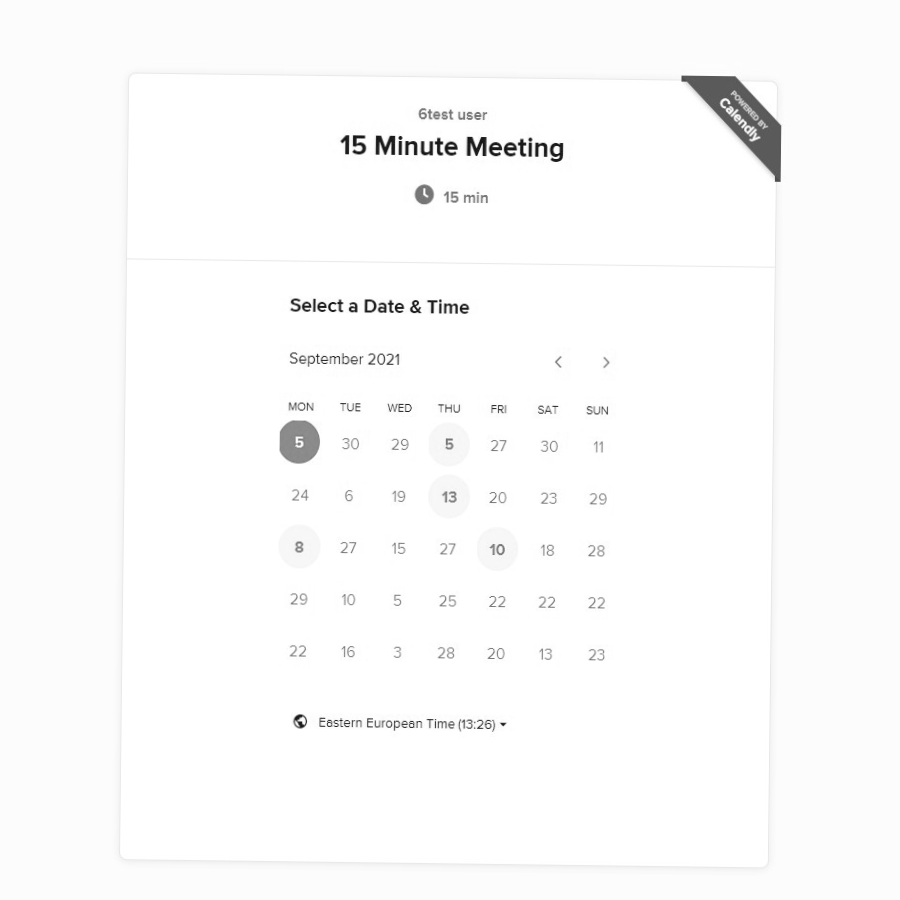 POWERED BY
Calendly
6test user
15 Minute Meeting
15 min
Select a Date & Time
September 2021
MON TUE WED THU FRI SAT SUN
5 30 29 5 27 30 11
24 6 19 13 20 23 29
8 27 15 27 10 18 28
29 10 5 25 22 22 22
22 16 3 28 20 13 23
Eastern European Time (13:26)